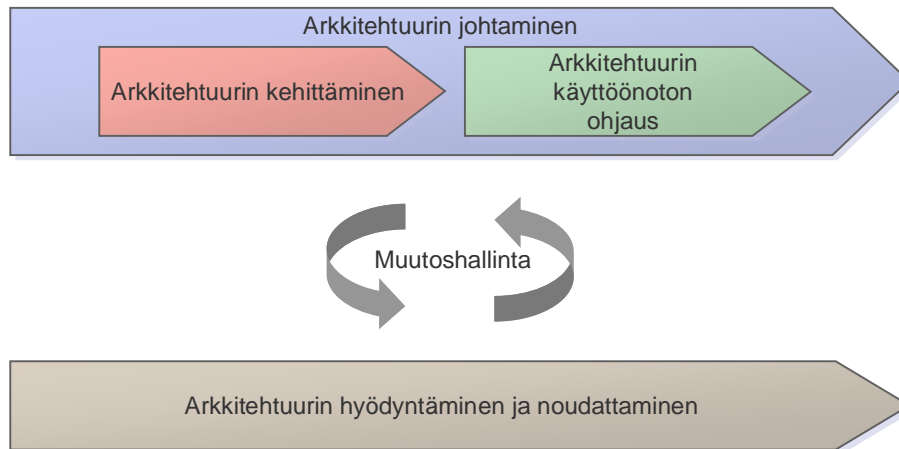 Arkkitehtuurin johtaminen
Arkkitehtuurin kehittäminen
Arkkitehtuurin
käyttöönoton
ohjaus
Muutoshallinta
Arkkitehtuurin hyödyntäminen ja noudattaminen